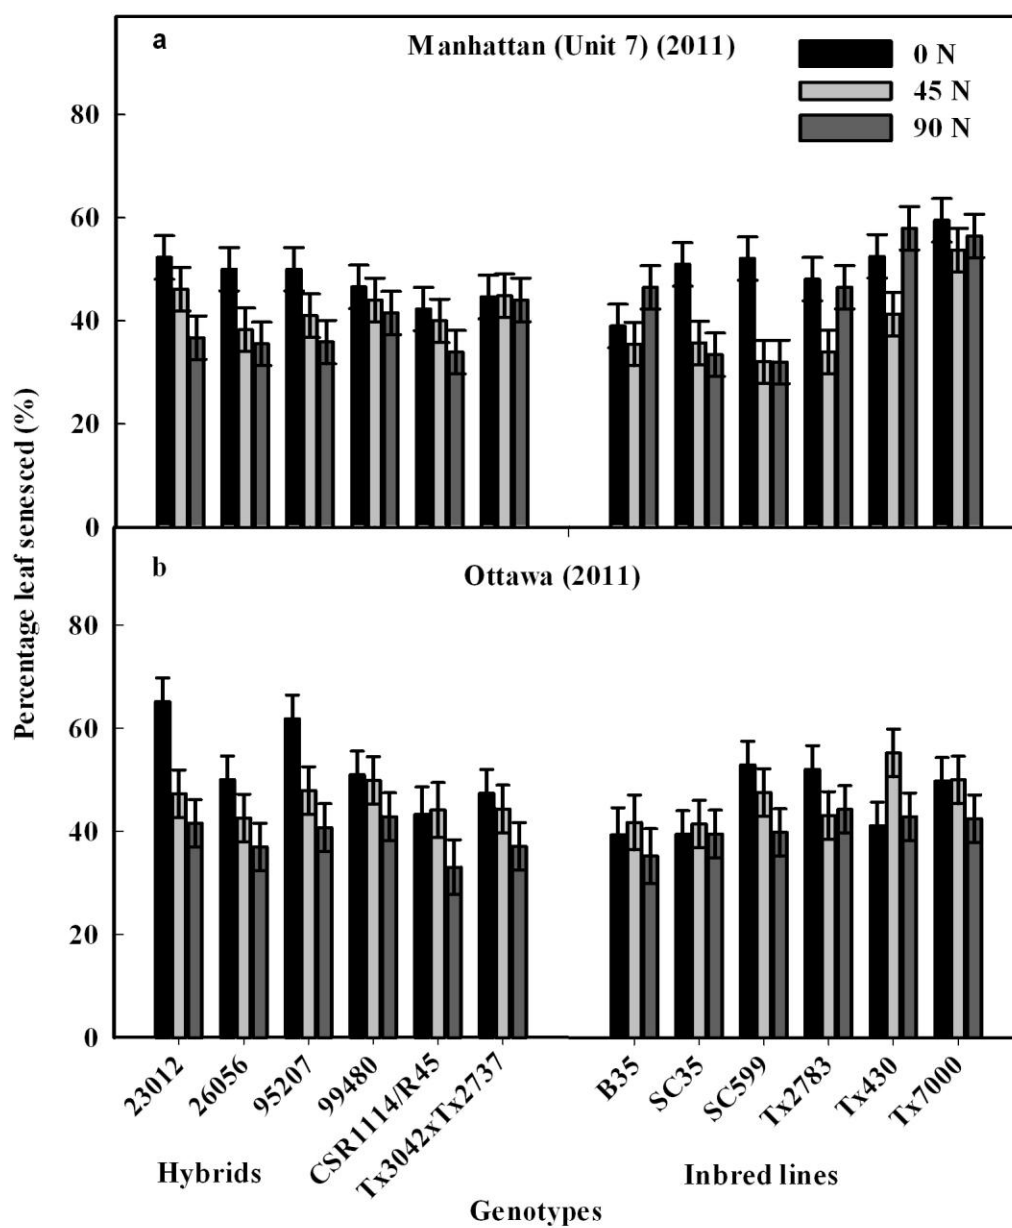 a
Manhattan (Unit 7) (2011)
0 N
45 N
90 N
80
60
40
20
0
Percentage leaf senesced (%)
b
Ottawa (2011)
80
60
40
20
0
23012
26056
95207
99480
CSR1114/R45
Tx3042xTx2737
B35
SC35
SC599
Tx2783
Tx430
Tx7000
Hybrids
Inbred lines
Genotypes